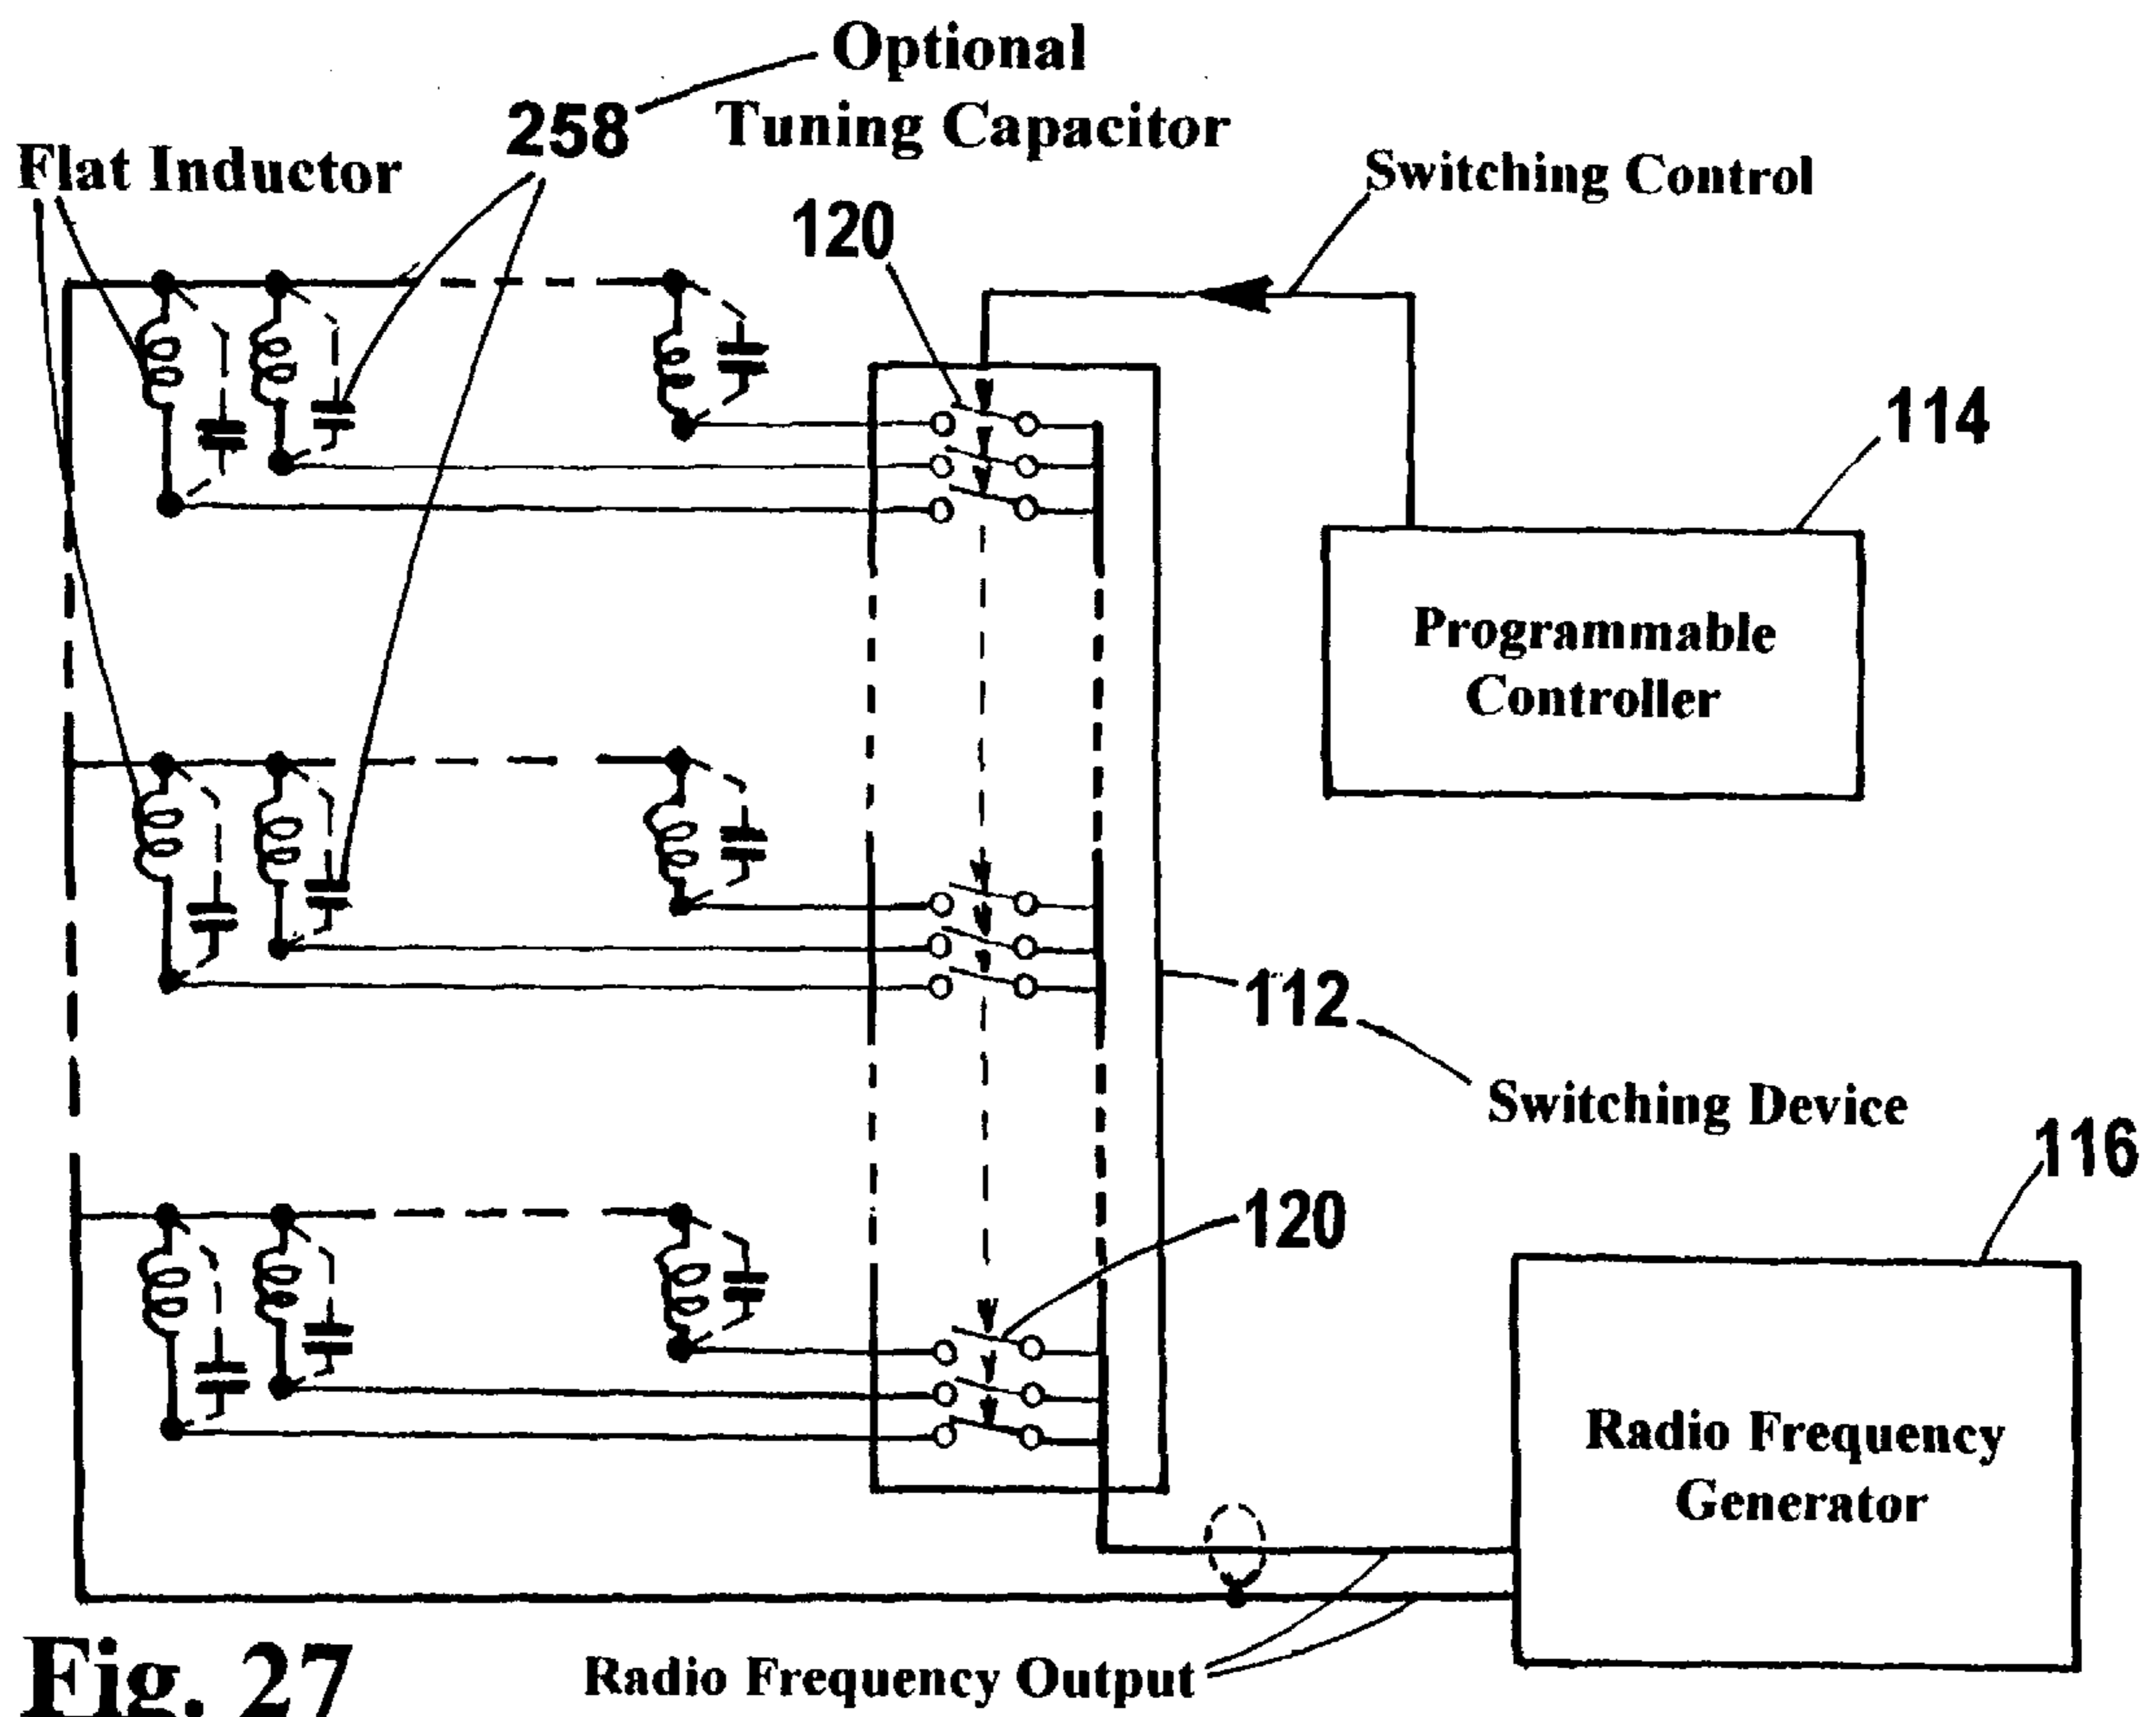 Optional
258 Tuning Capacitor
Flat Inductor
Switching Control
120
114
Programmable
Controller
112
Switching Device
116
120
Radio Frequency
Generator
Radio Frequency Output
Fig. 27